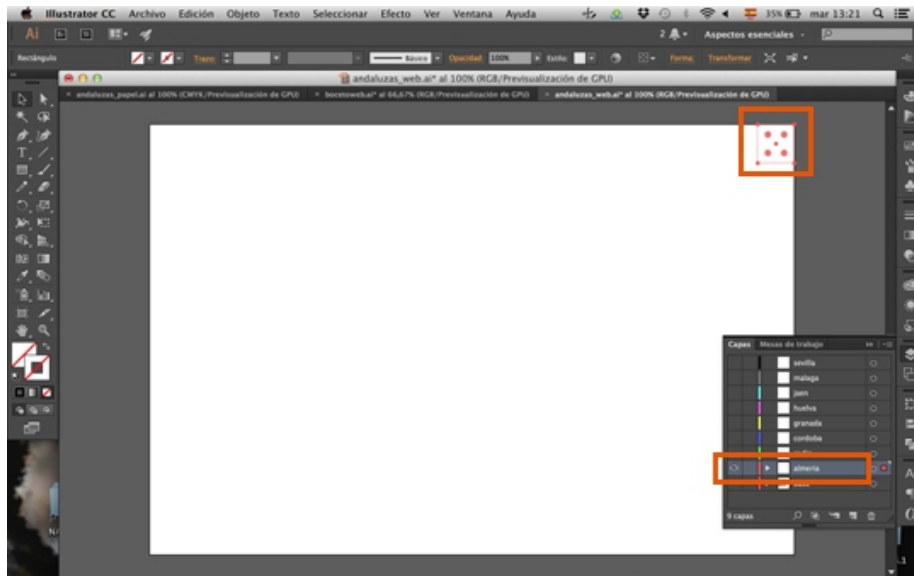 Illustrator CC Archivo Edición Objeto Texto Seleccionar Efecto Ver Ventana Ayuda 35% mar 13:21
Ai 2 Aspectos esenciales
Rectángulo Trazo: Básico Opacidad: 100% Estilo: Forma: Transformar
andaluzas_web.ai* al 100% (RGB/Previsualización de GPU)
× andaluzas_papel.ai al 100% (CMYK/Previsualización de GPU) × bocetoweb.ai* al 66,67% (RGB/Previsualización de GPU) × andaluzas_web.ai* al 100% (RGB/Previsualización de GPU)
Capas Mesas de trabajo
sevilla
malaga
jaen
huelva
granada
cordoba
almeria
9 capas